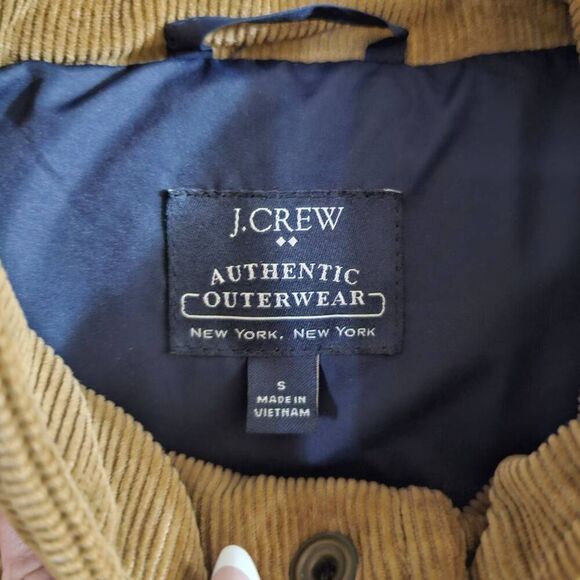 J.CREW
AUTHENTIC
OUTERWEAR
NEW YORK, NEW YORK
S
MADE IN
VIETNAM